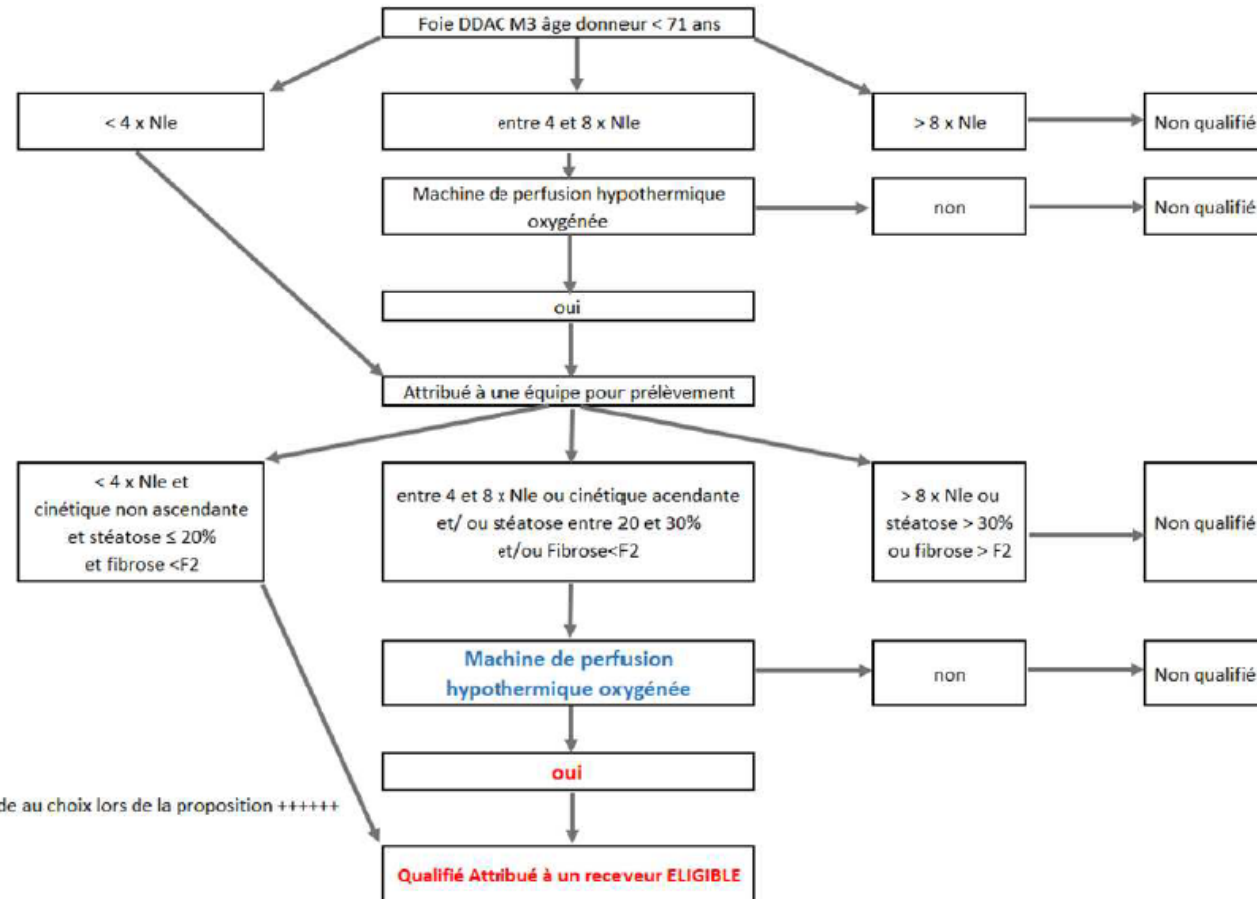 Foie DDAC M3 âge donneur < 71 ans
< 4 x Nle
entre 4 et 8 x Nle
> 8 x Nle
Non qualifié
Machine de perfusion hypothermique
oxygénée
non
Non qualifié
oui
Attribué à une équipe pour prélèvement
< 4 x Nle et
cinétique non ascendante
et stéatose ≤ 20%
et fibrose <F2
entre 4 et 8 x Nle ou cinétique acendante
et/ ou stéatose entre 20 et 30%
et/ou Fibrose<F2
> 8 x Nle ou
stéatose > 30%
ou fibrose > F2
Non qualifié
Machine de perfusion
hypothermique oxygénée
non
Non qualifié
oui
de au choix lors de la proposition ++++++
Qualifié Attribué à un receveur ELIGIBLE